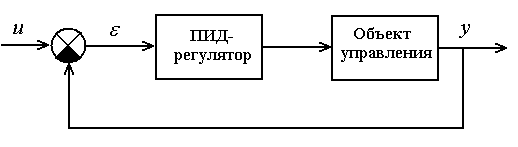 u
ε
ПИД-
регулятор
Объект
управления
y